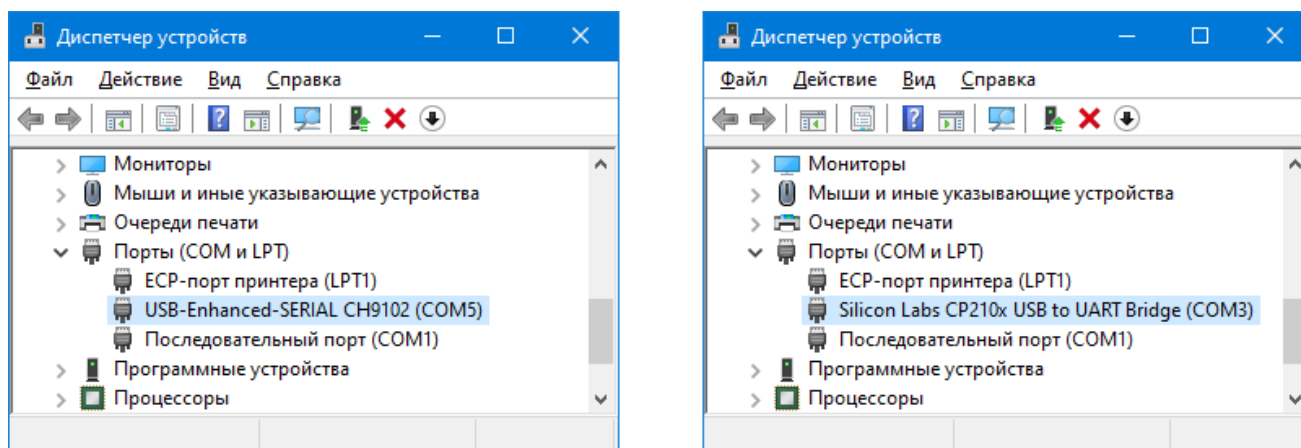 Диспетчер устройств
Файл Действие Вид Справка
Мониторы
Мыши и иные указывающие устройства
Очереди печати
Порты (COM и LPT)
ECP-порт принтера (LPT1)
USB-Enhanced-SERIAL CH9102 (COM5)
Последовательный порт (COM1)
Программные устройства
Процессоры
Диспетчер устройств
Файл Действие Вид Справка
Мониторы
Мыши и иные указывающие устройства
Очереди печати
Порты (COM и LPT)
ECP-порт принтера (LPT1)
Silicon Labs CP210x USB to UART Bridge (COM3)
Последовательный порт (COM1)
Программные устройства
Процессоры